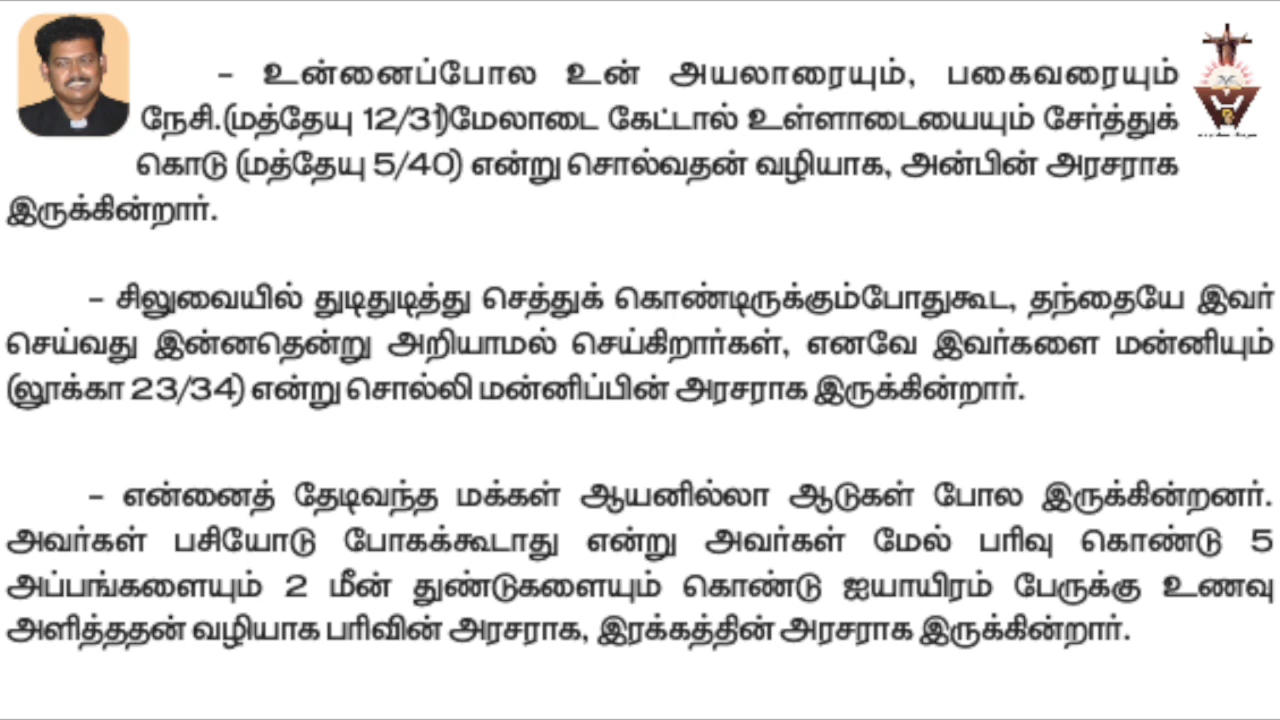 - உன்னைப்போல உன் அயலாரையும், பகைவரையும்
நேசி.(மத்தேயு 12/31)மேலாடை கேட்டால் உள்ளாடையையும் சேர்த்துக்
கொடு (மத்தேயு 5/40) என்று சொல்வதன் வழியாக, அன்பின் அரசராக
இருக்கின்றார்.
- சிலுவையில் துடிதுடித்து செத்துக் கொண்டிருக்கும்போதுகூட, தந்தையே இவர்
செய்வது இன்னதென்று அறியாமல் செய்கிறார்கள், எனவே இவர்களை மன்னியும்
(லூக்கா 23/34) என்று சொல்லி மன்னிப்பின் அரசராக இருக்கின்றார்.
- என்னைத் தேடிவந்த மக்கள் ஆயனில்லா ஆடுகள் போல இருக்கின்றனர்.
அவர்கள் பசியோடு போகக்கூடாது என்று அவர்கள் மேல் பரிவு கொண்டு 5
அப்பங்களையும் 2 மீன் துண்டுகளையும் கொண்டு ஐயாயிரம் பேருக்கு உணவு
அளித்ததன் வழியாக பரிவின் அரசராக, இரக்கத்தின் அரசராக இருக்கின்றார்.